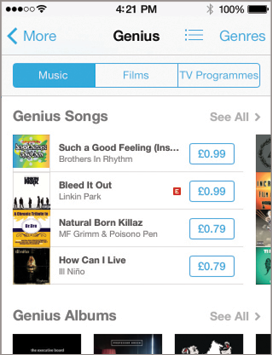 4:21 PM 100%
More Genius Genres
Music Films TV Programmes
Genius Songs See All
Such a Good Feeling (Ins...
Brothers In Rhythm
£0.99
Bleed It Out
Linkin Park
E £0.99
Natural Born Killaz
MF Grimm & Poisono Pen
£0.79
How Can I Live
Ill Niño
£0.79
Genius Albums See All